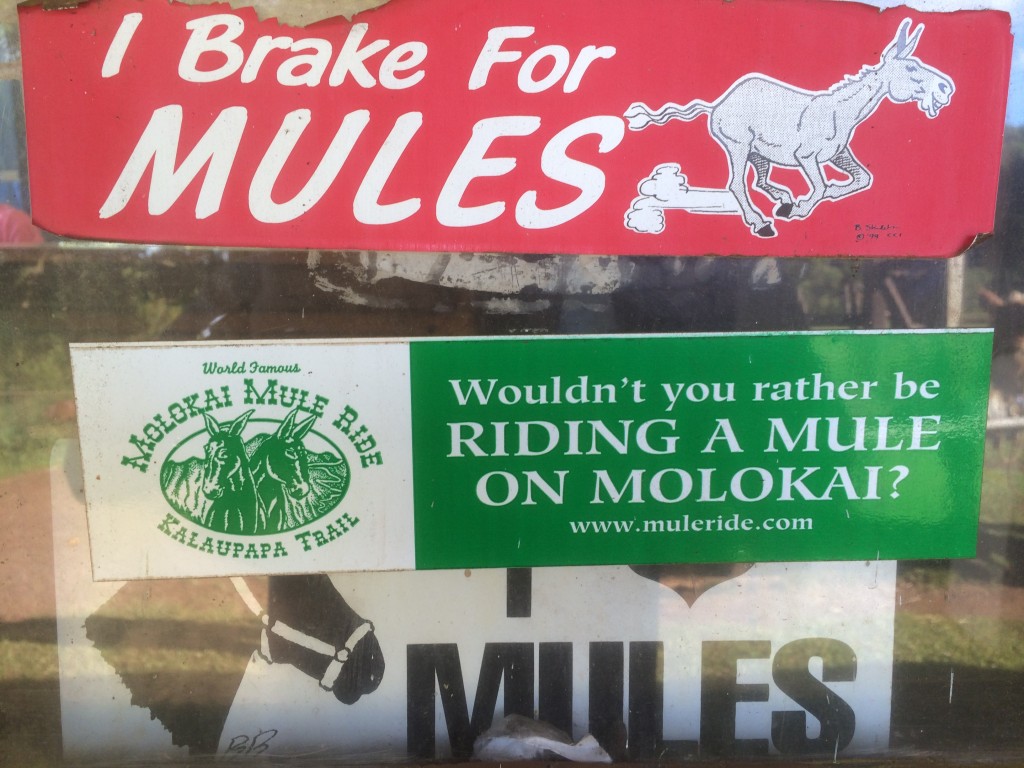 I Brake For
MULES
World Famous
MOLOKAI MULE RIDE
KALAUPAPA TRAIL
Wouldn't you rather be
RIDING A MULE
ON MOLOKAI?
www.muleride.com
I
MULES